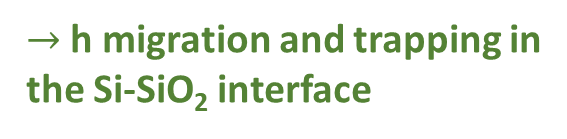 → h migration and trapping in
the Si-SiO₂ interface